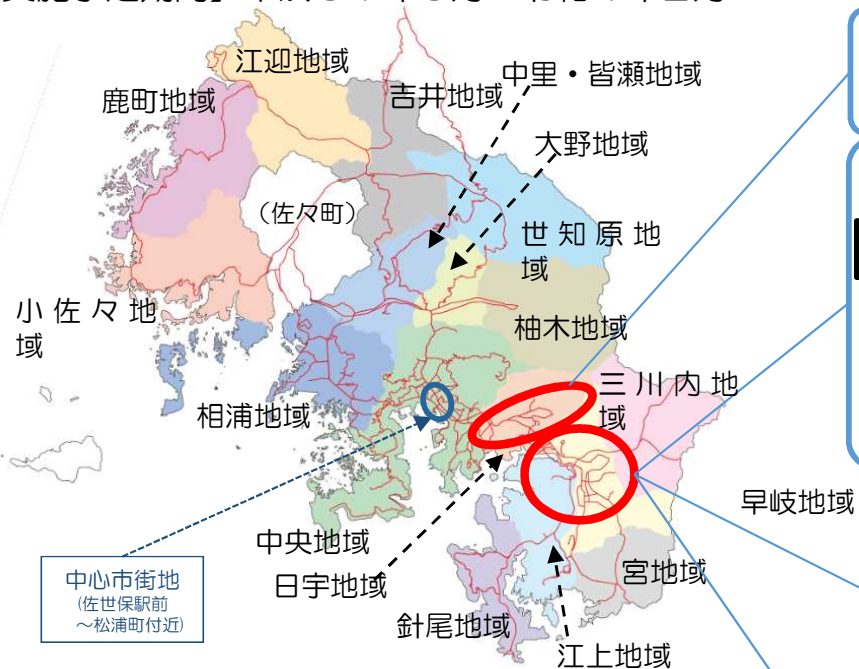 江迎地域
中里・皆瀬地域
鹿町地域
吉井地域
大野地域
(佐々町)
世知原地
域
小佐々地
域
柚木地域
三川内地
域
相浦地域
早岐地域
中央地域
中心市街地
(佐世保駅前
～松浦町付近)
日宇地域
宮地域
針尾地域
江上地域